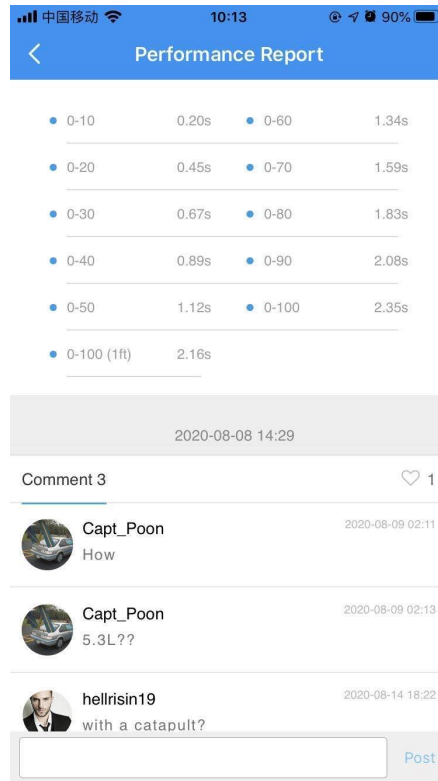 中国移动 10:13 90%
Performance Report
0-10 0.20s 0-60 1.34s
0-20 0.45s 0-70 1.59s
0-30 0.67s 0-80 1.83s
0-40 0.89s 0-90 2.08s
0-50 1.12s 0-100 2.35s
0-100 (1ft) 2.16s
2020-08-08 14:29
Comment 3 1
Capt_Poon 2020-08-09 02:11
How
Capt_Poon 2020-08-09 02:13
5.3L??
hellrisin19 2020-08-14 18:22
with a catapult?
Post